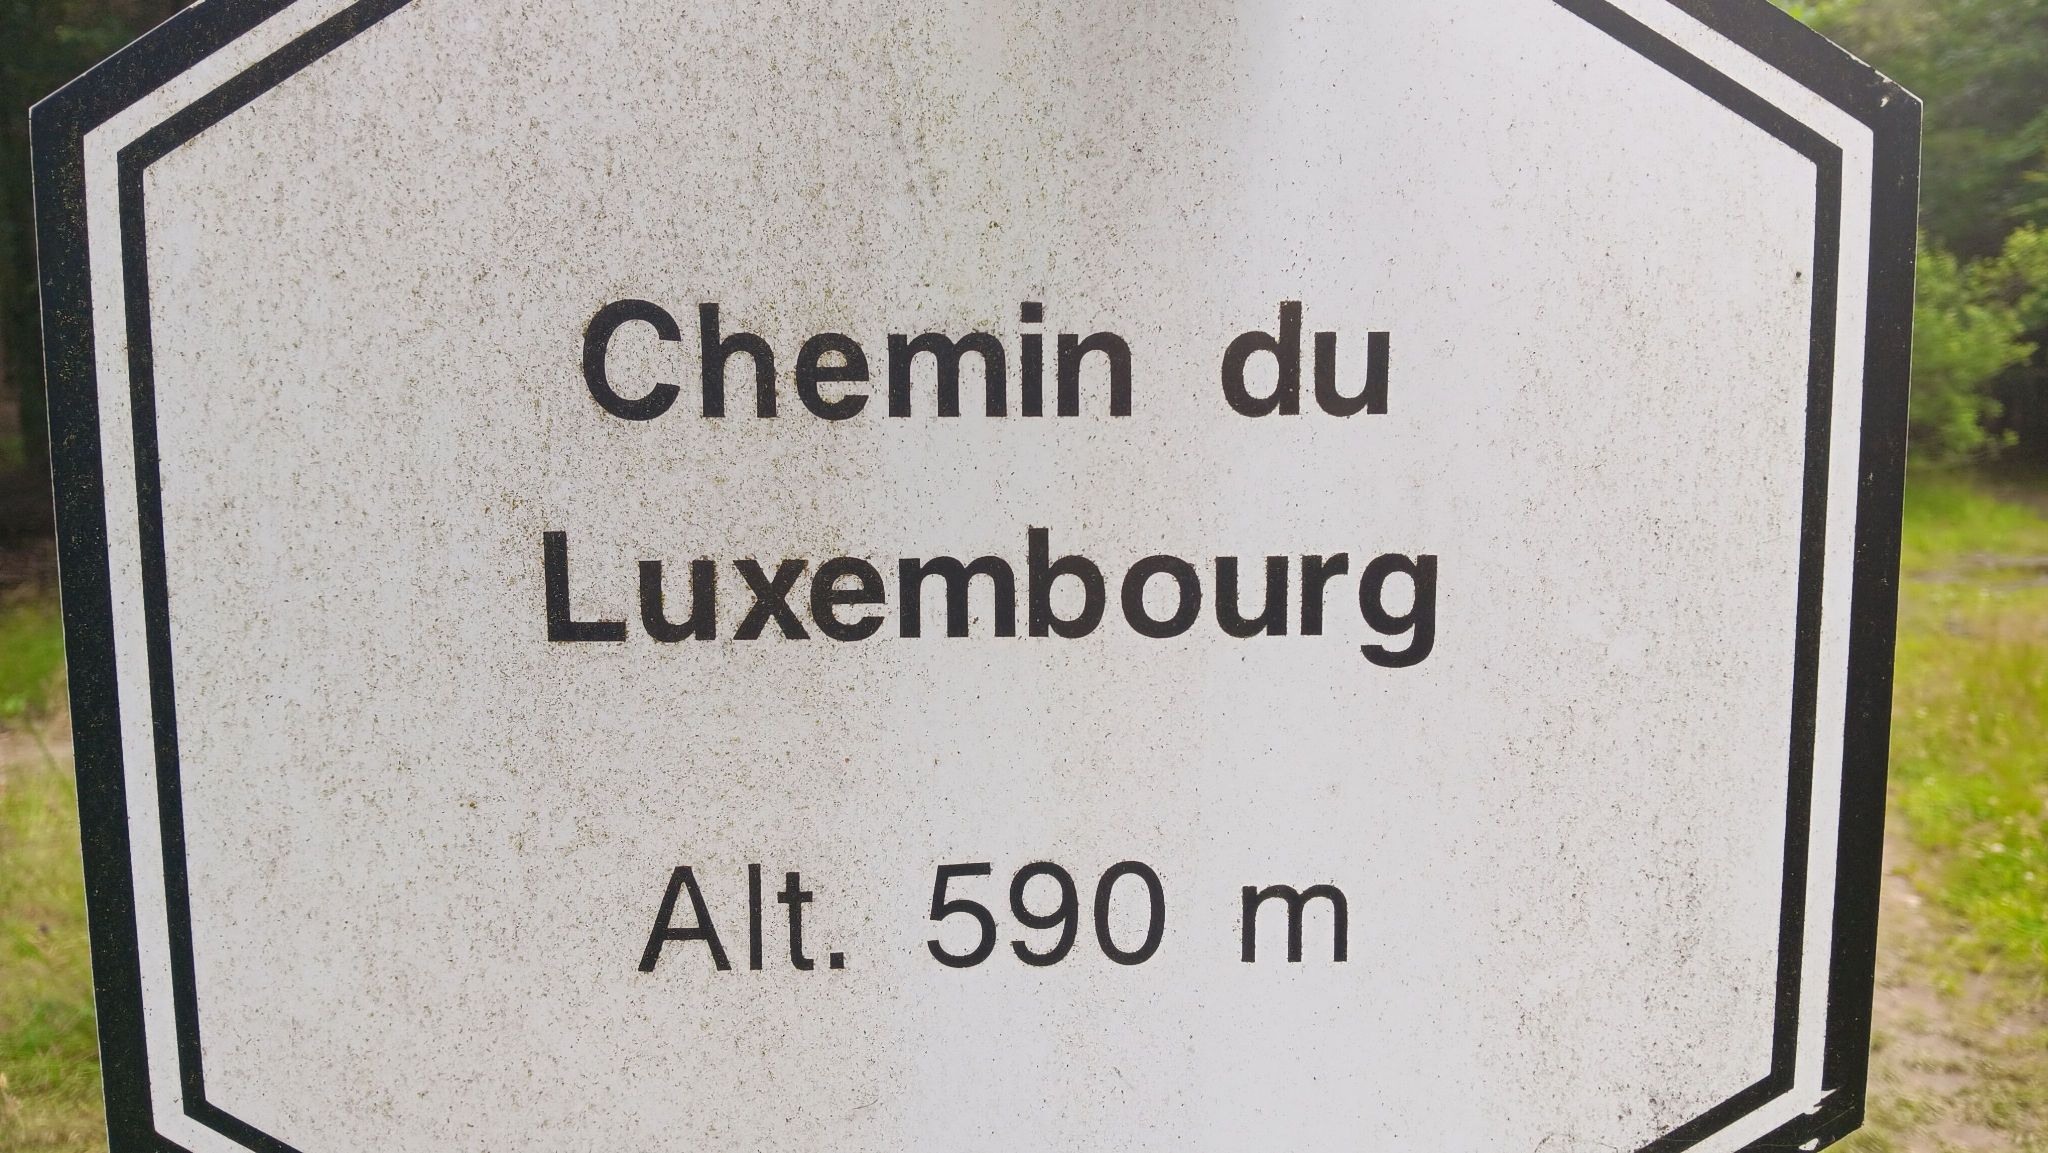 Chemin du
Luxembourg
Alt. 590 m